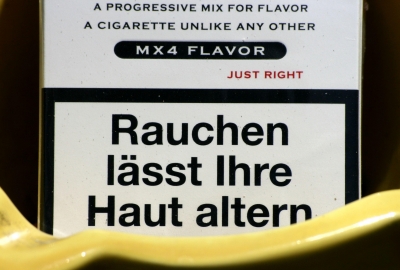 A PROGRESSIVE MIX FOR FLAVOR
A CIGARETTE UNLIKE ANY OTHER
MX4 FLAVOR
JUST RIGHT
Rauchen
lässt Ihre
Haut altern